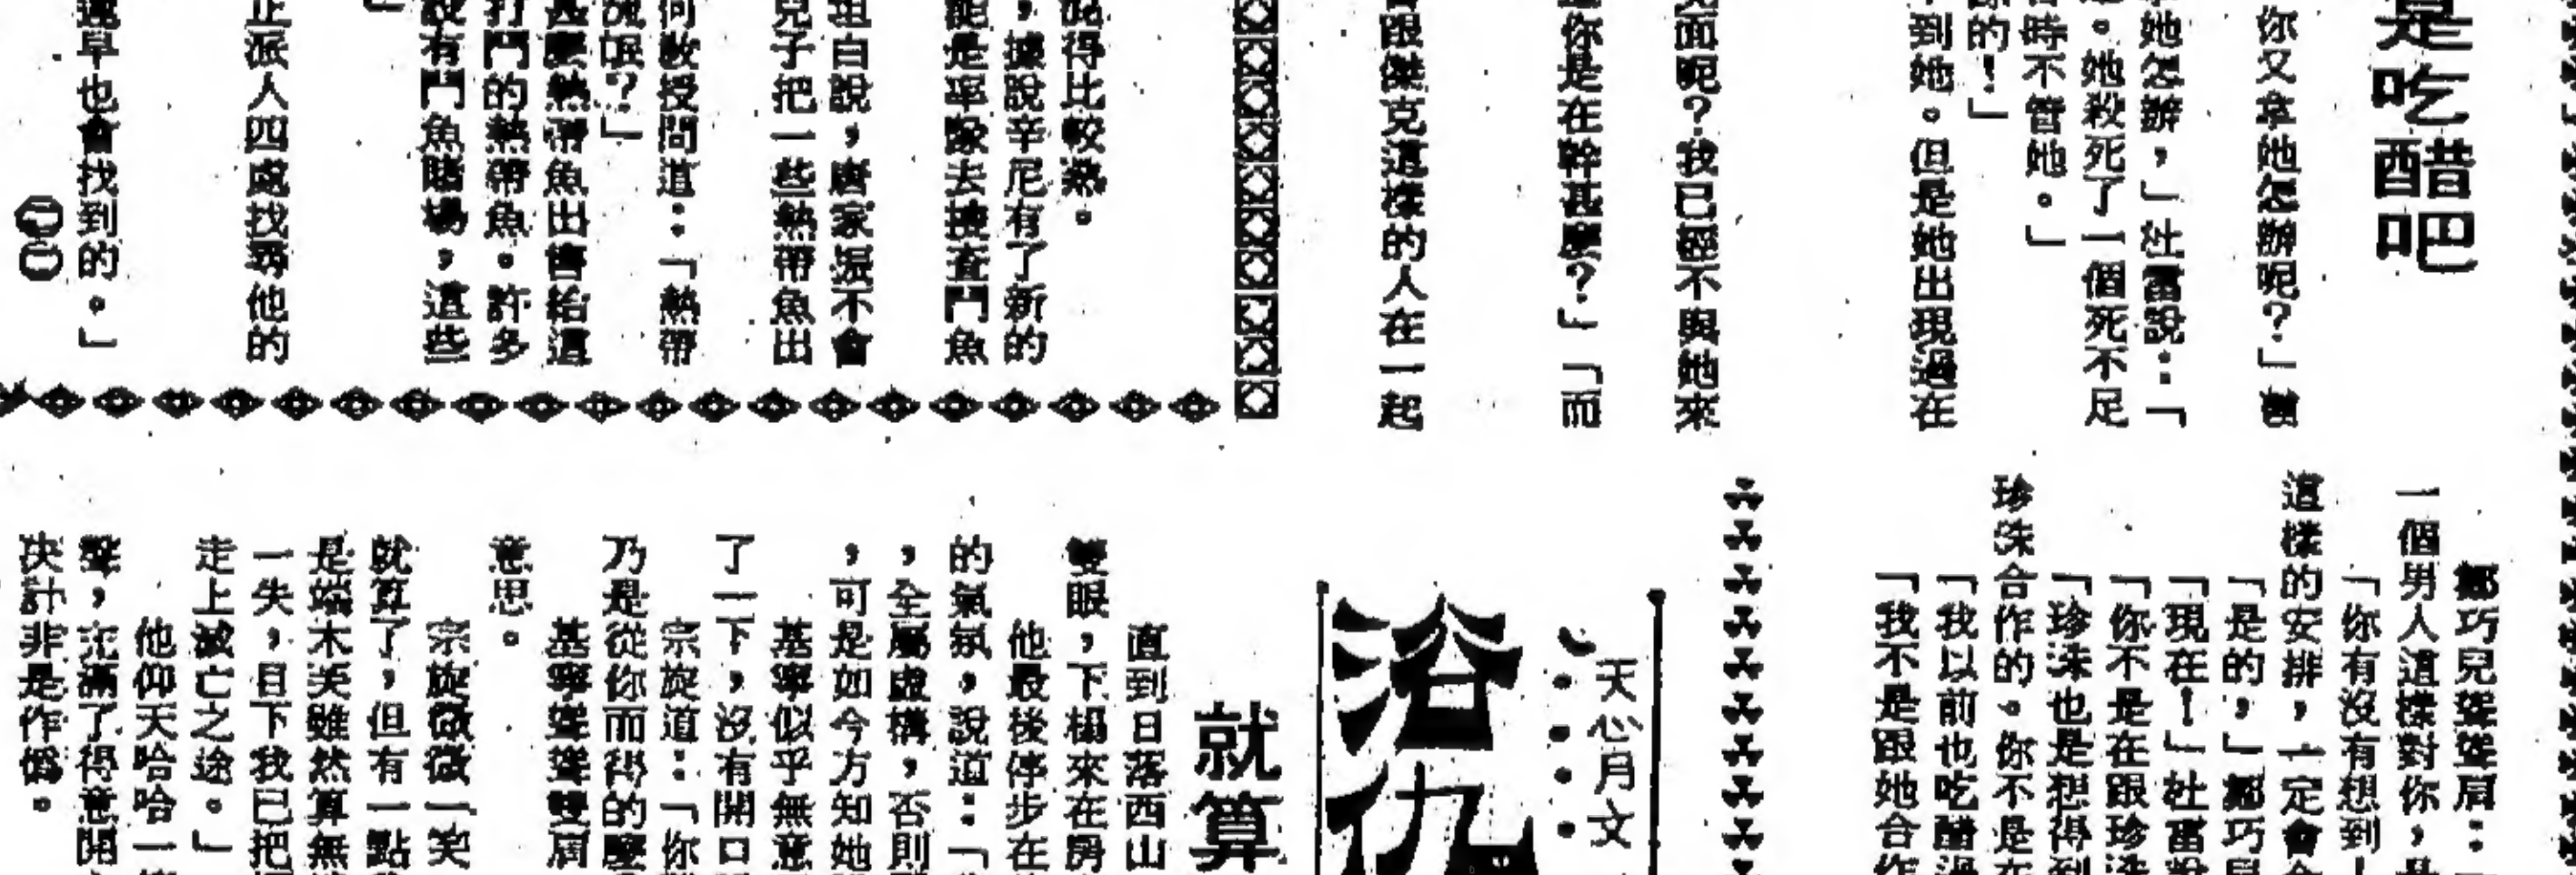 是吃醋吧
你又拿她怎辦呢？」
她怎辦，」杜雷說：「
。她殺死了一個死不足
時不管她。」
你的！」
到她。但是她出現過在
面呢？我已經不與她來
你是在幹甚麼？」「而
跟傑克這樣的人在一起
得比較熟。
，據說辛尼有了新的
能是率隊去搜查鬥魚
坦白說，唐家振不會
兒子把一些熱帶魚出
何教授問道：「熱帶
甚麼熱帶魚出售給這
打鬥的熱帶魚。許多
設有鬥魚賭場，這些
正派人四處找尋他的
遲早也會找到的。」
鄭巧兒聳聳肩：
一個男人這樣對你，
「你有沒有想到
這樣的安排，一定會
「是的，」鄭巧兒
「現在！」杜雷說
「你不是在跟珍珠
「珍珠也是想得到
珍珠合作的。你不是在
「我以前也吃醋過
「我不是跟她合作
天心月文
浴仇
就算
直到日落西山
雙眼，下榻來在房
他最後停步在
的氣氛，說道：「
，全屬虛構，否則
，可是如今方知她
基寧似乎無意
了一下，沒有開口
宗旋道：「你
乃是從你而得的
基寧聳聳雙肩
意思。
宗旋微微一笑
就算了，但有一點
是端木芙雖然算無
一失，目下我已把
走上滅亡之途。」
他仰天哈哈一
聲，充滿了得意開
決計非是作僞。